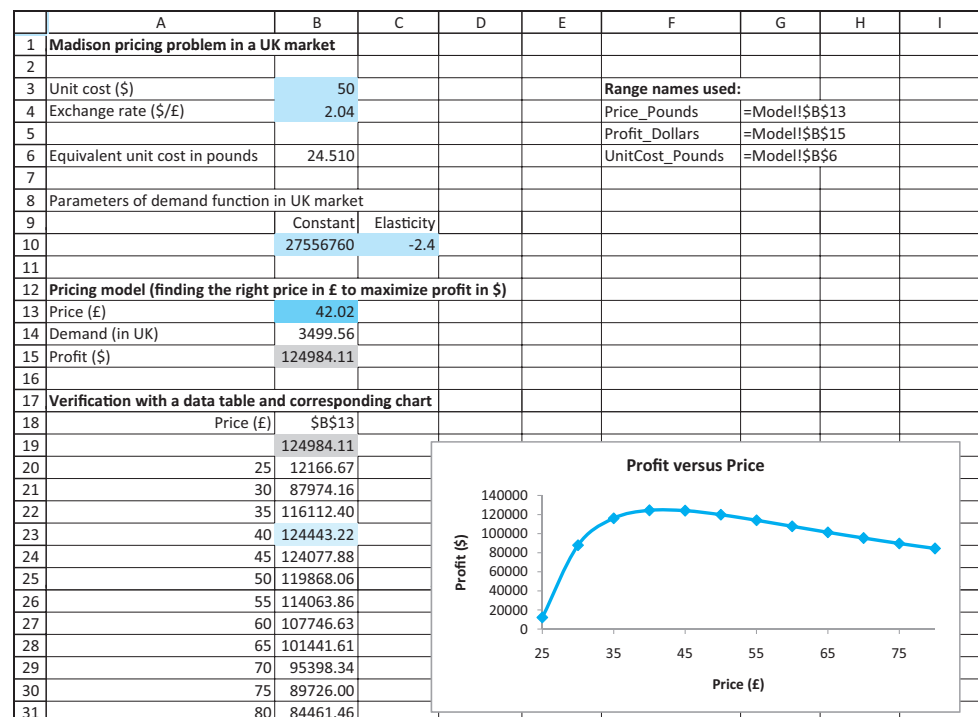 A B C D E F G H I
1 Madison pricing problem in a UK market
2
3 Unit cost ($) 50 Range names used:
4 Exchange rate ($/£) 2.04 Price_Pounds =Model!$B$13
5 Profit_Dollars =Model!$B$15
6 Equivalent unit cost in pounds 24.510 UnitCost_Pounds =Model!$B$6
7
8 Parameters of demand function in UK market
9 Constant Elasticity
10 27556760 -2.4
11
12 Pricing model (finding the right price in £ to maximize profit in $)
13 Price (£) 42.02
14 Demand (in UK) 3499.56
15 Profit ($) 124984.11
16
17 Verification with a data table and corresponding chart
18 Price (£) $B$13
19 124984.11
20 25 12166.67
21 30 87974.16
22 35 116112.40
23 40 124443.22
24 45 124077.88
25 50 119868.06
26 55 114063.86
27 60 107746.63
28 65 101441.61
29 70 95398.34
30 75 89726.00
31 80 84461.46
Profit versus Price
Profit ($)
140000
120000
100000
80000
60000
40000
20000
0
25 35 45 55 65 75
Price (£)